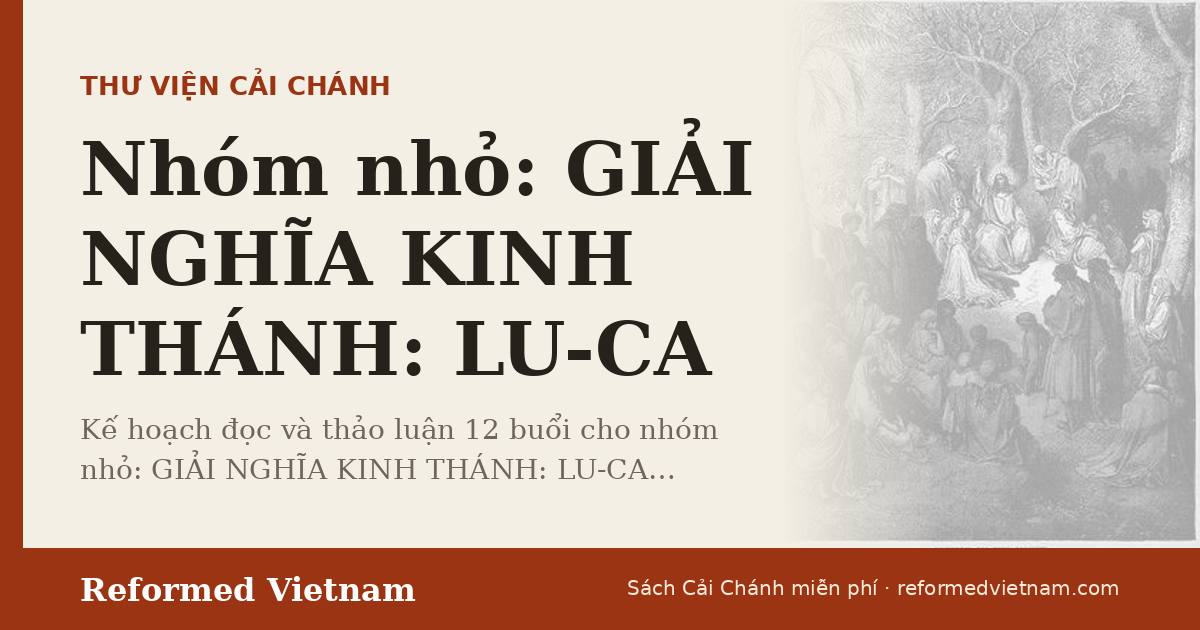 THƯ VIỆN CẢI CHÁNH
Nhóm nhỏ: GIẢI
NGHĨA KINH
THÁNH: LU-CA
Kế hoạch đọc và thảo luận 12 buổi cho nhóm
nhỏ: GIẢI NGHĨA KINH THÁNH: LU-CA...
Reformed Vietnam
Sách Cải Chánh miễn phí · reformedvietnam.com